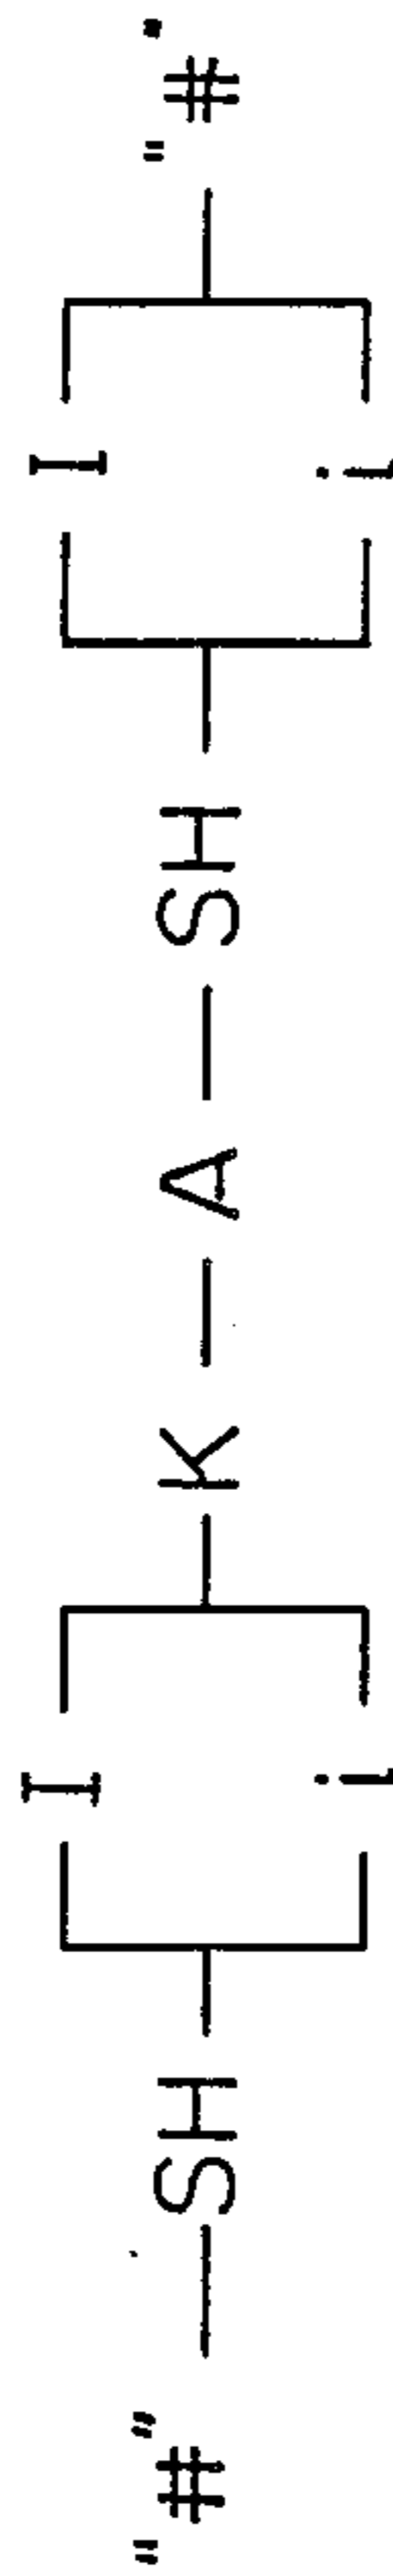 I I
"#" — SH — K — A — SH — "#"
i i